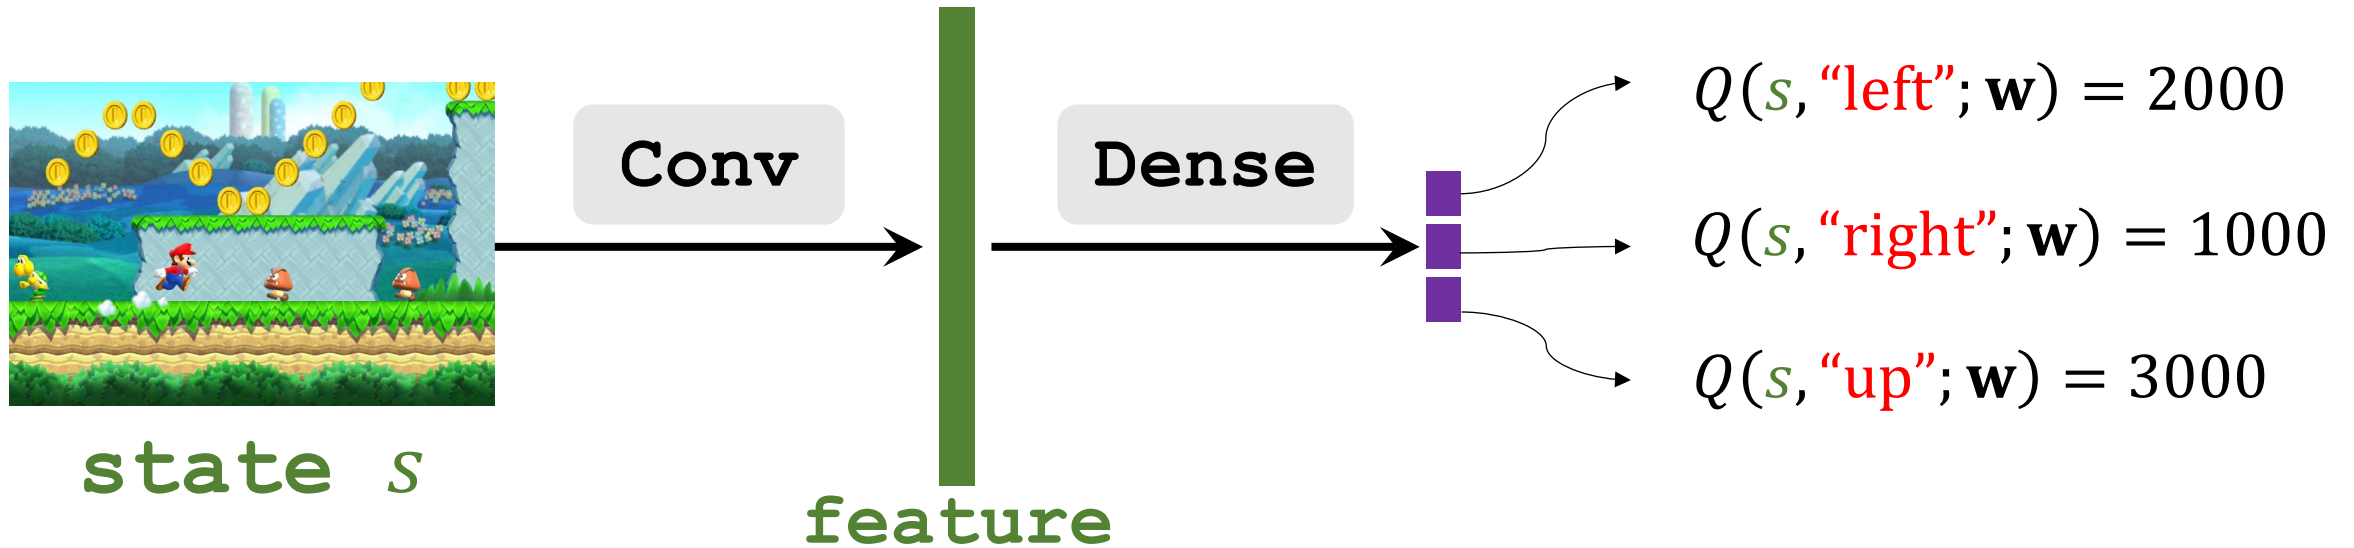 Conv
Dense
Q(s, “left”; w) = 2000
Q(s, “right”; w) = 1000
Q(s, “up”; w) = 3000
state s
feature